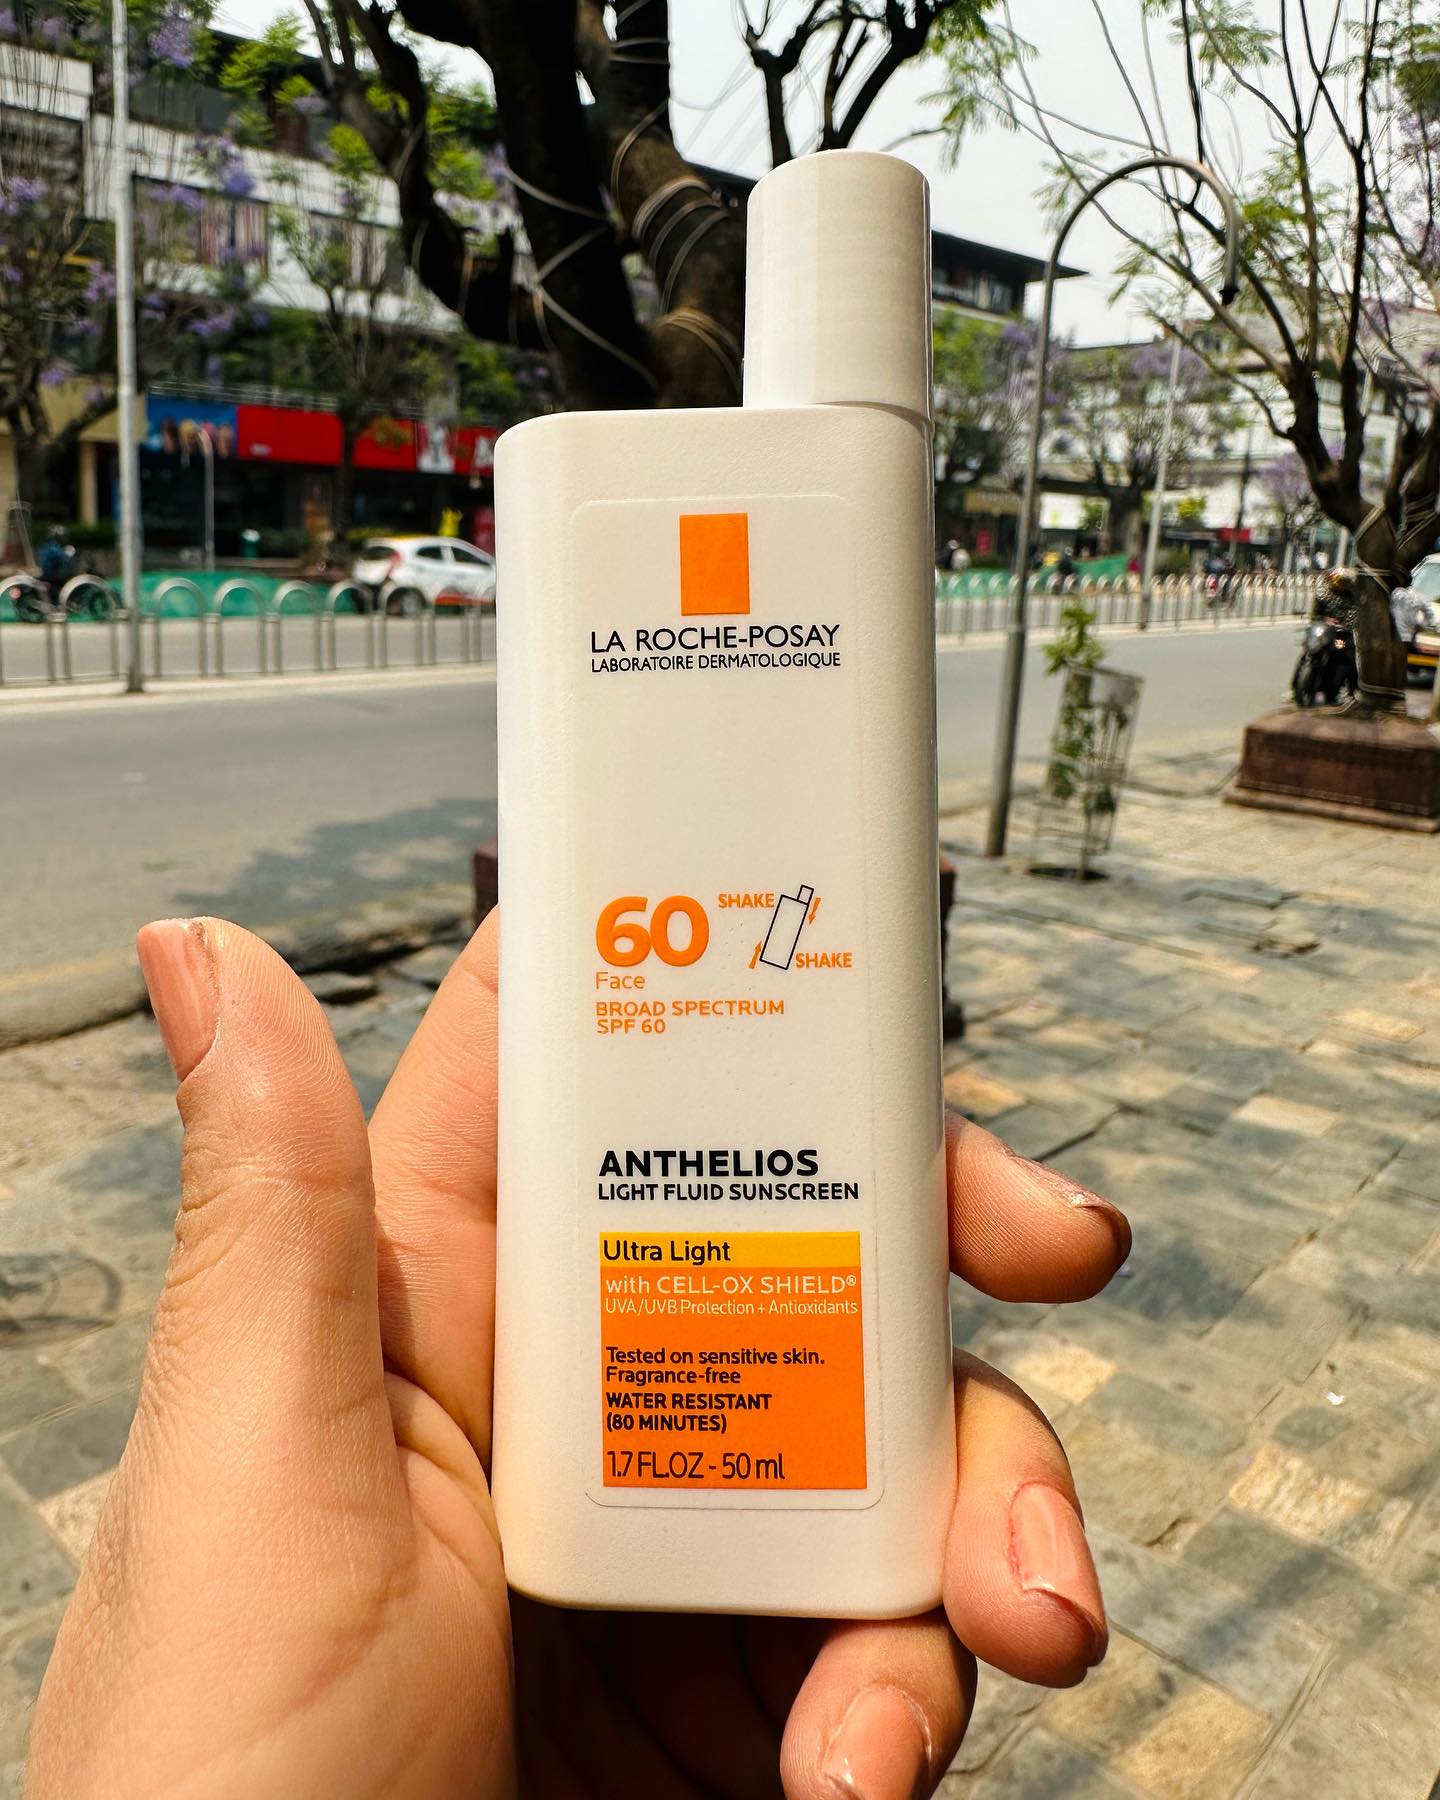 LA ROCHE-POSAY
LABORATOIRE DERMATOLOGIQUE
60
SHAKE
SHAKE
Face
BROAD SPECTRUM
SPF 60
ANTHELIOS
LIGHT FLUID SUNSCREEN
Ultra Light
with CELL-OX SHIELD®
UVA/UVB Protection + Antioxidants
Tested on sensitive skin.
Fragrance-free
WATER RESISTANT
(80 MINUTES)
1.7 FL.OZ - 50 ml